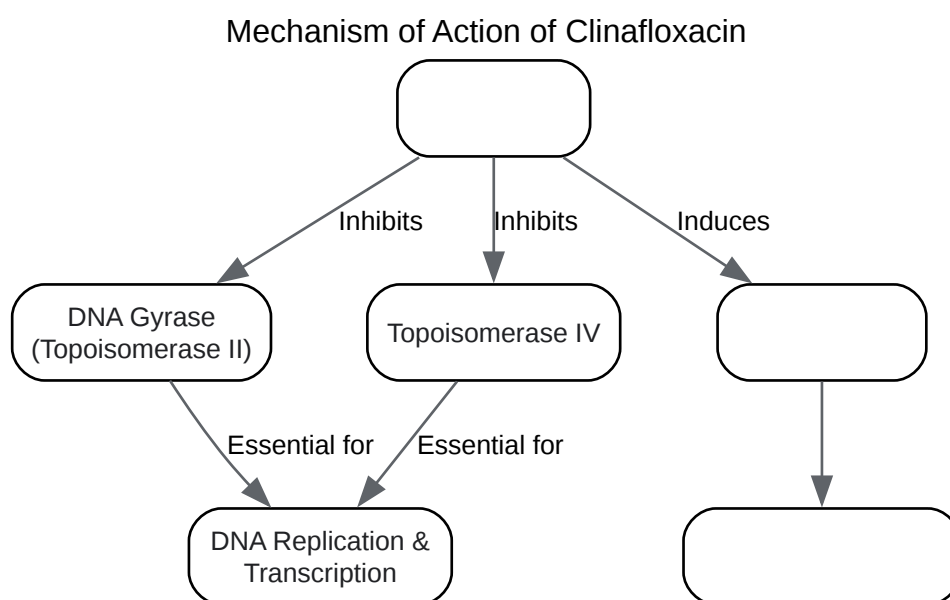 Mechanism of Action of Clinafloxacin
Inhibits
Inhibits
Induces
DNA Gyrase
(Topoisomerase II)
Topoisomerase IV
Essential for
Essential for
DNA Replication &
Transcription